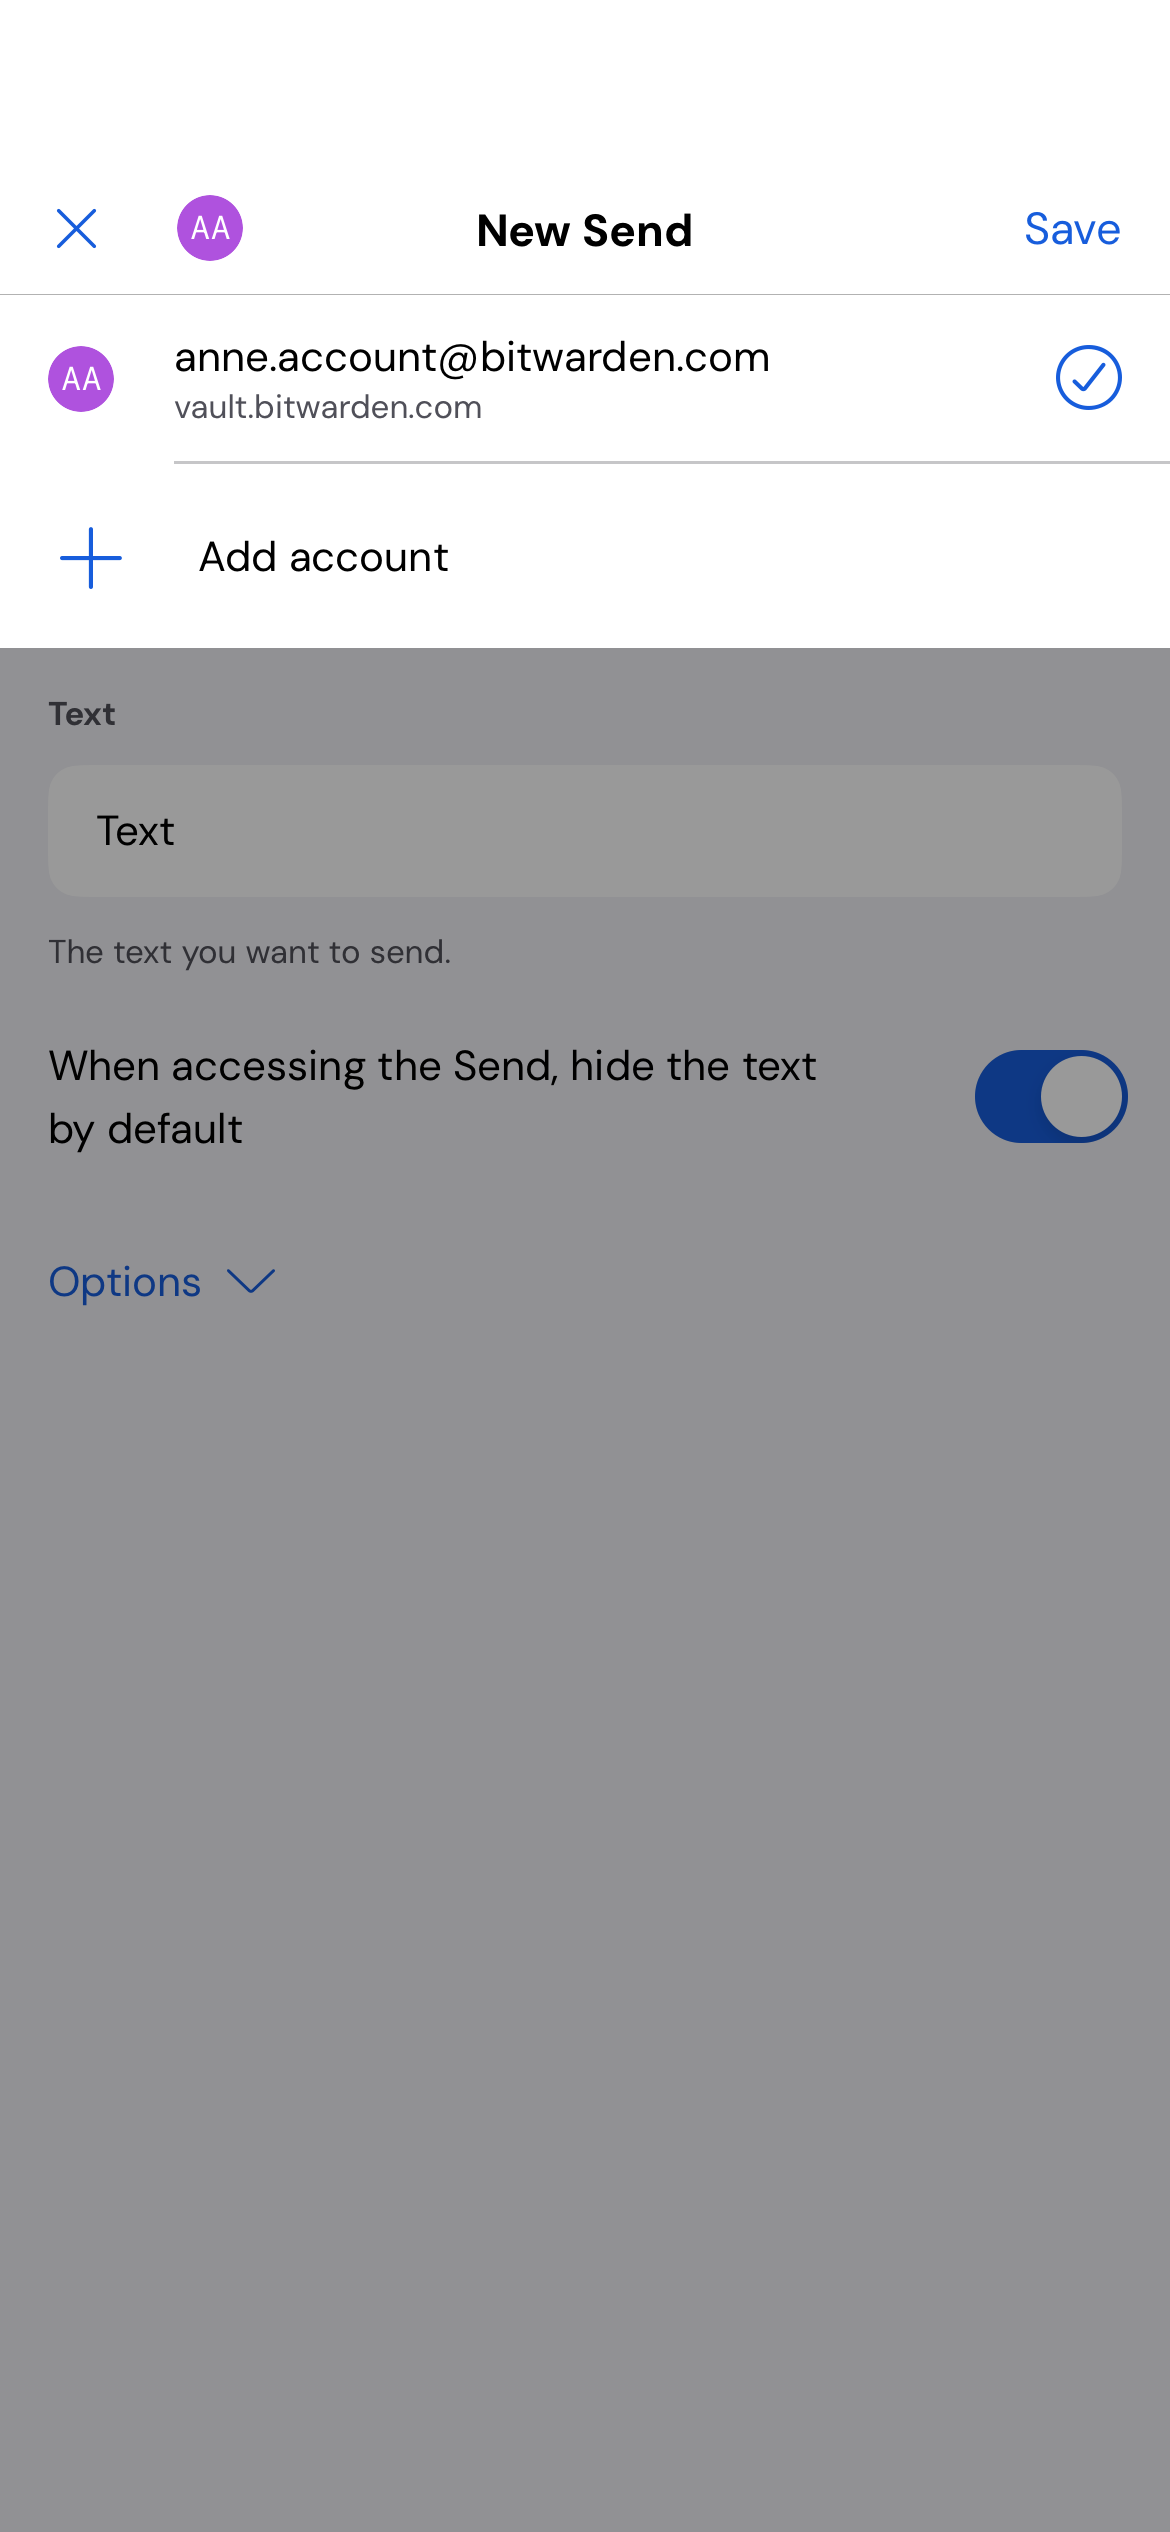 AA
New Send
Save
AA
anne.account@bitwarden.com
vault.bitwarden.com
Add account
Text
Text
The text you want to send.
When accessing the Send, hide the text
by default
Options